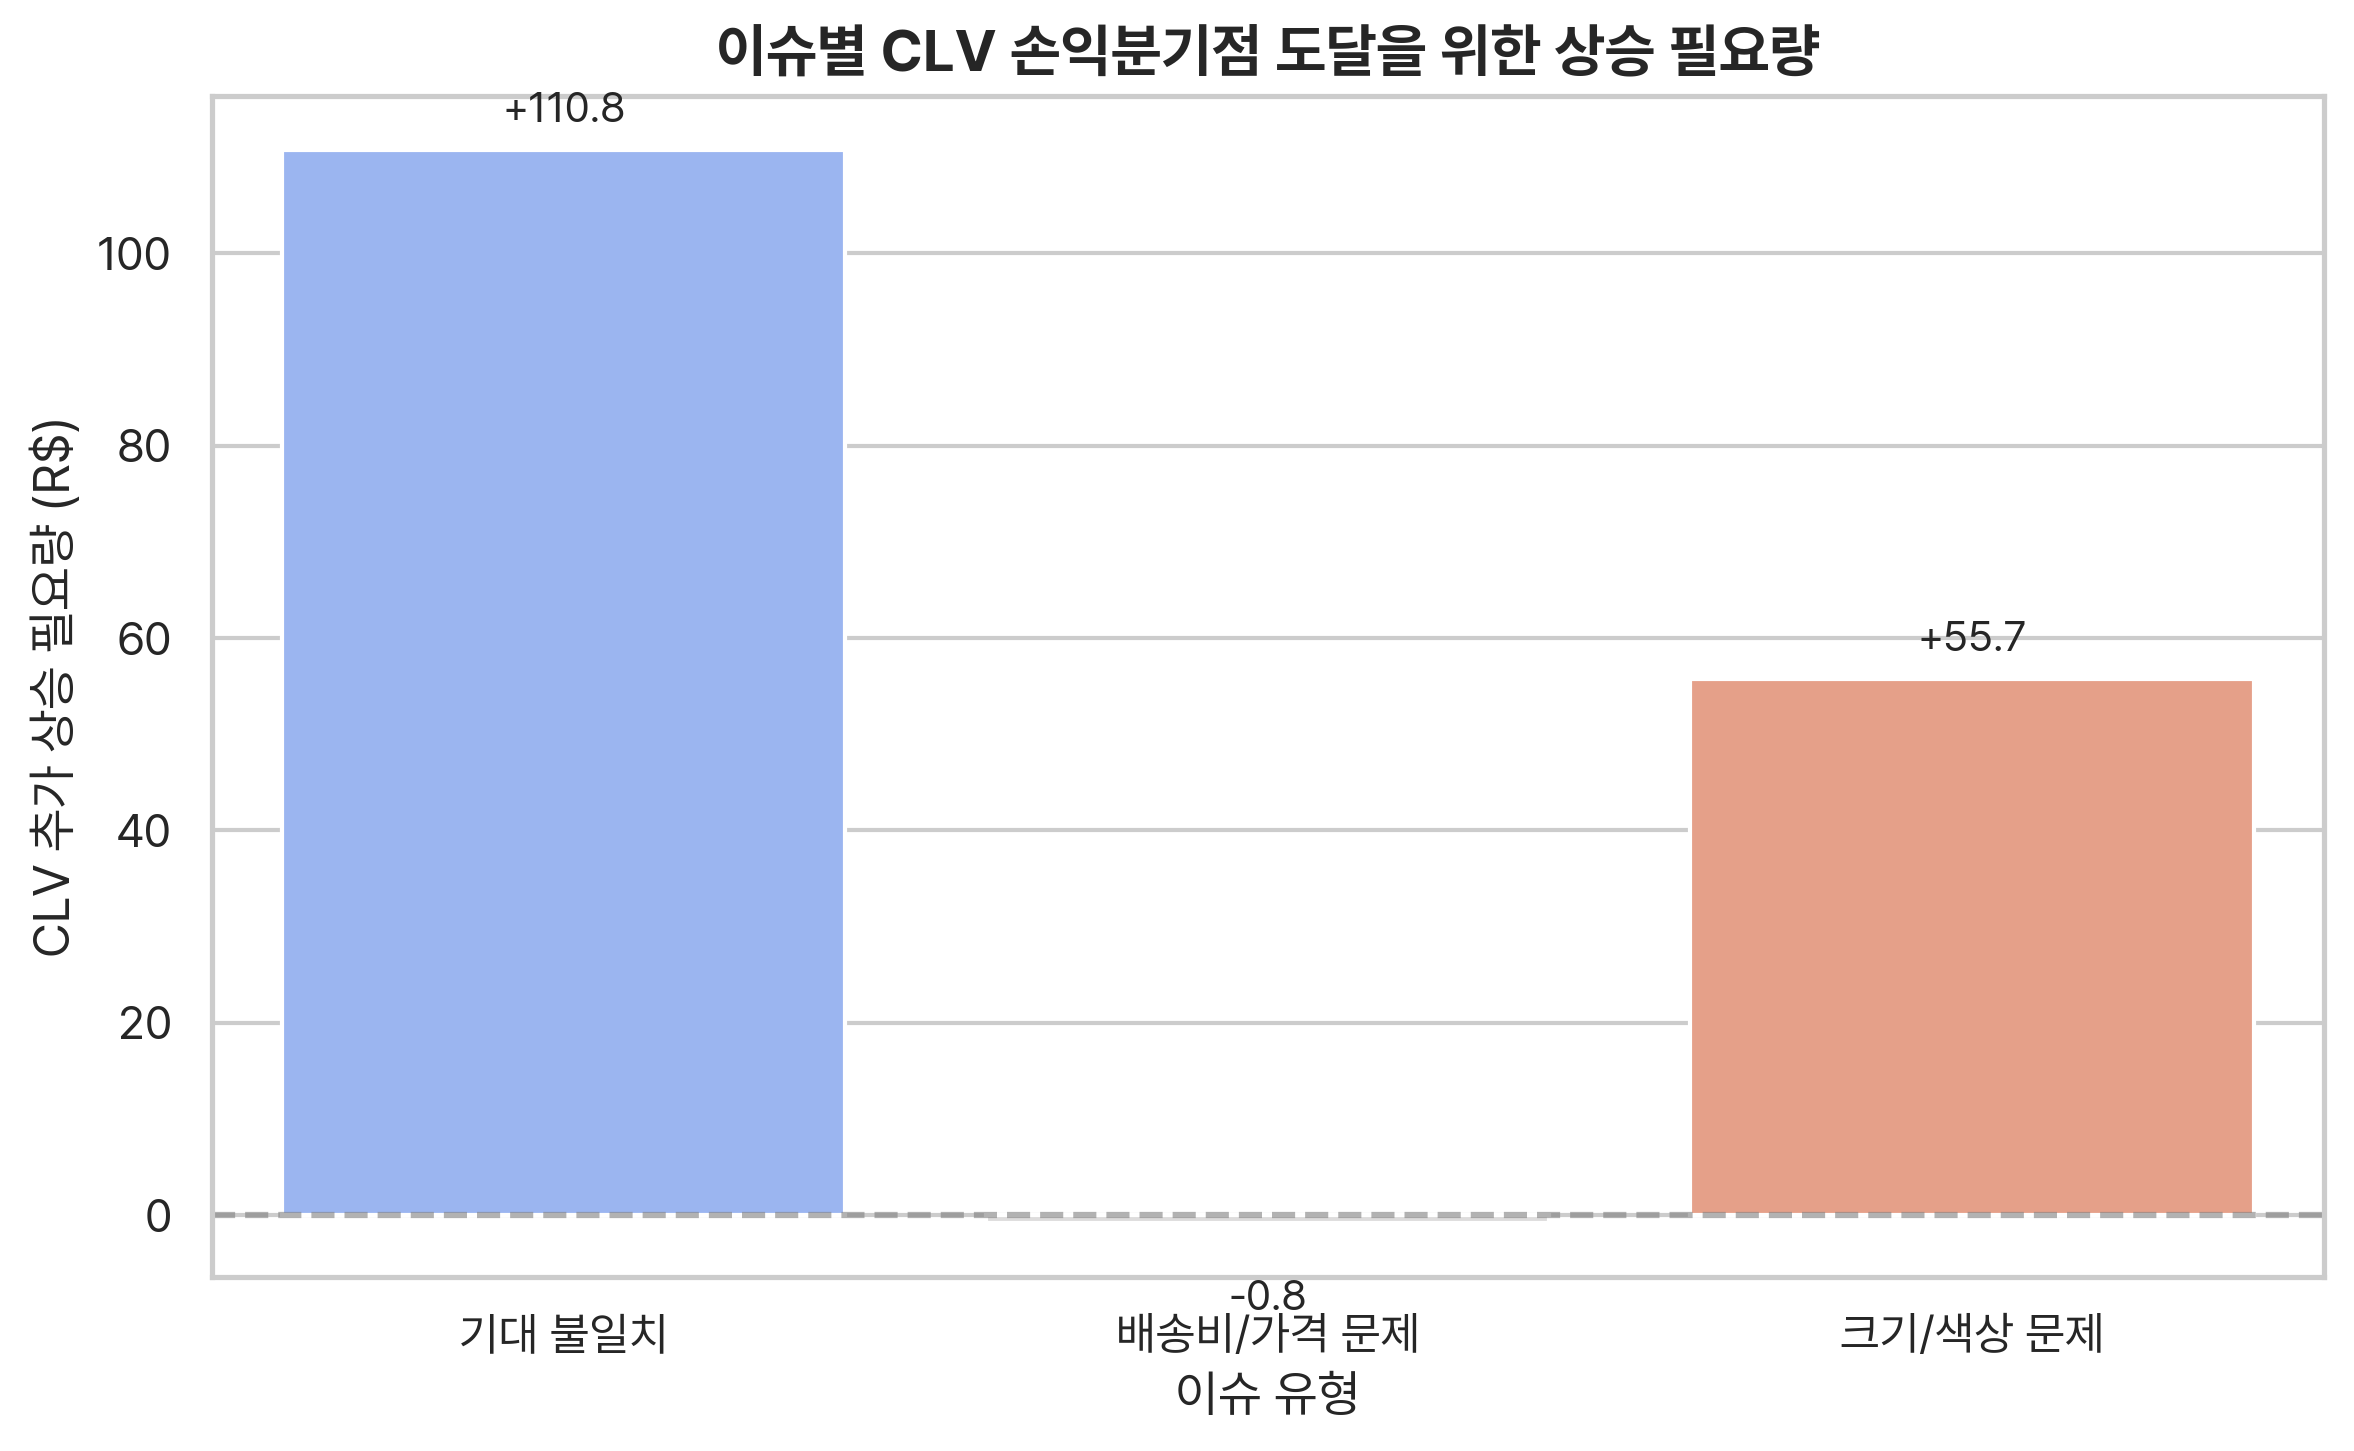 이슈별 CLV 손익분기점 도달을 위한 상승 필요량
+110.8
100
80
60
40
20
0
+55.7
-0.8
CLV 추가 상승 필요량 (R$)
기대 불일치
배송비/가격 문제
크기/색상 문제
이슈 유형